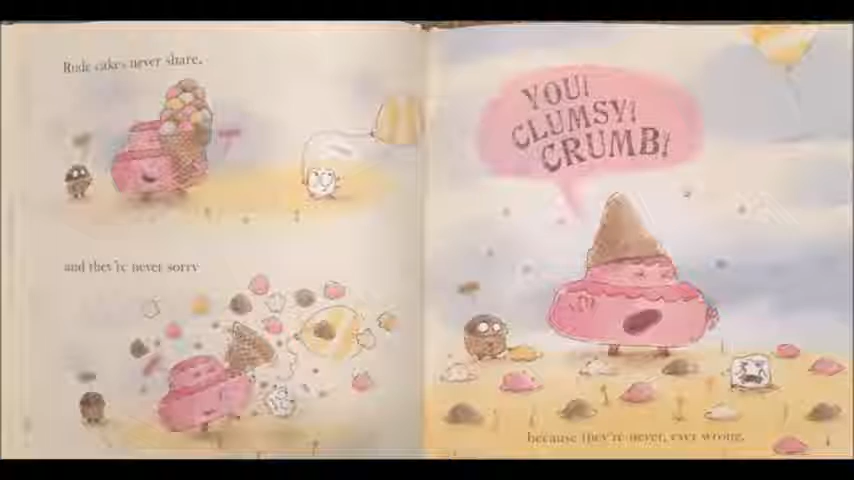 Rude cakes never share,
and they're never sorry
YOU!
CLUMSY!
CRUMB!
because they're never, ever wrong.